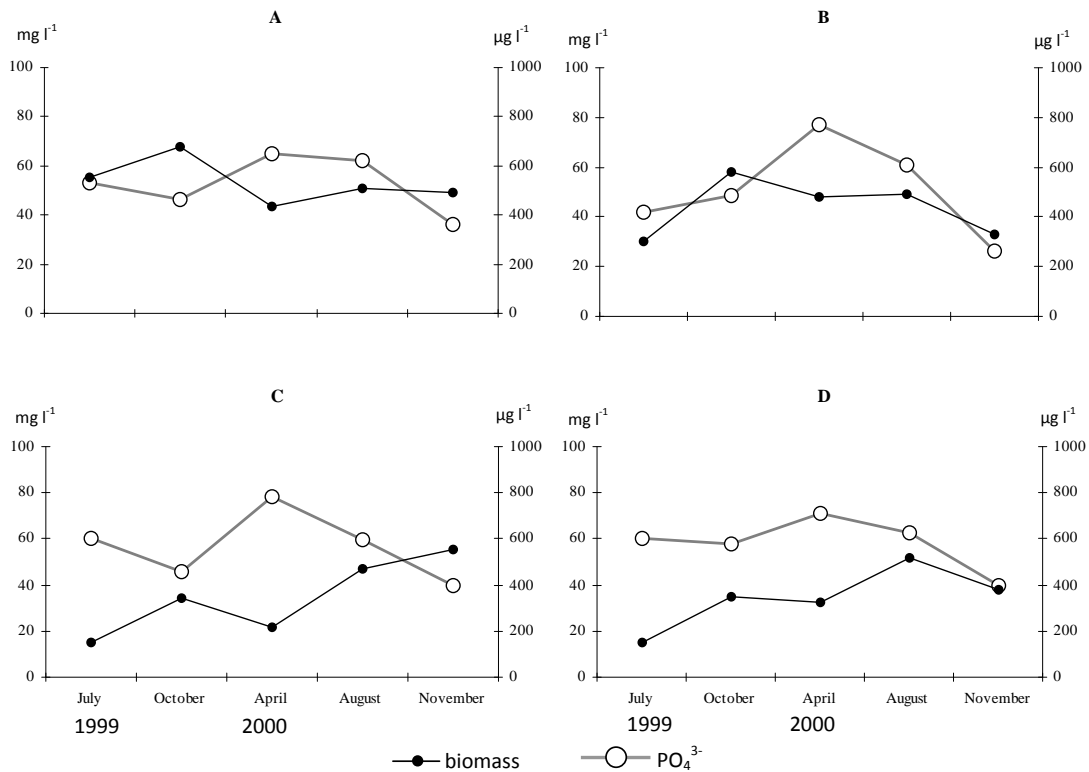 A
B
mg l⁻¹
µg l⁻¹
mg l⁻¹
µg l⁻¹
100 1000 100 1000
80 800 80 800
60 600 60 600
40 400 40 400
20 200 20 200
0 0 0 0
C
D
mg l⁻¹
µg l⁻¹
mg l⁻¹
µg l⁻¹
100 1000 100 1000
80 800 80 800
60 600 60 600
40 400 40 400
20 200 20 200
0 0 0 0
July October April August November July October April August November
1999 2000 1999 2000
biomass PO₄³⁻